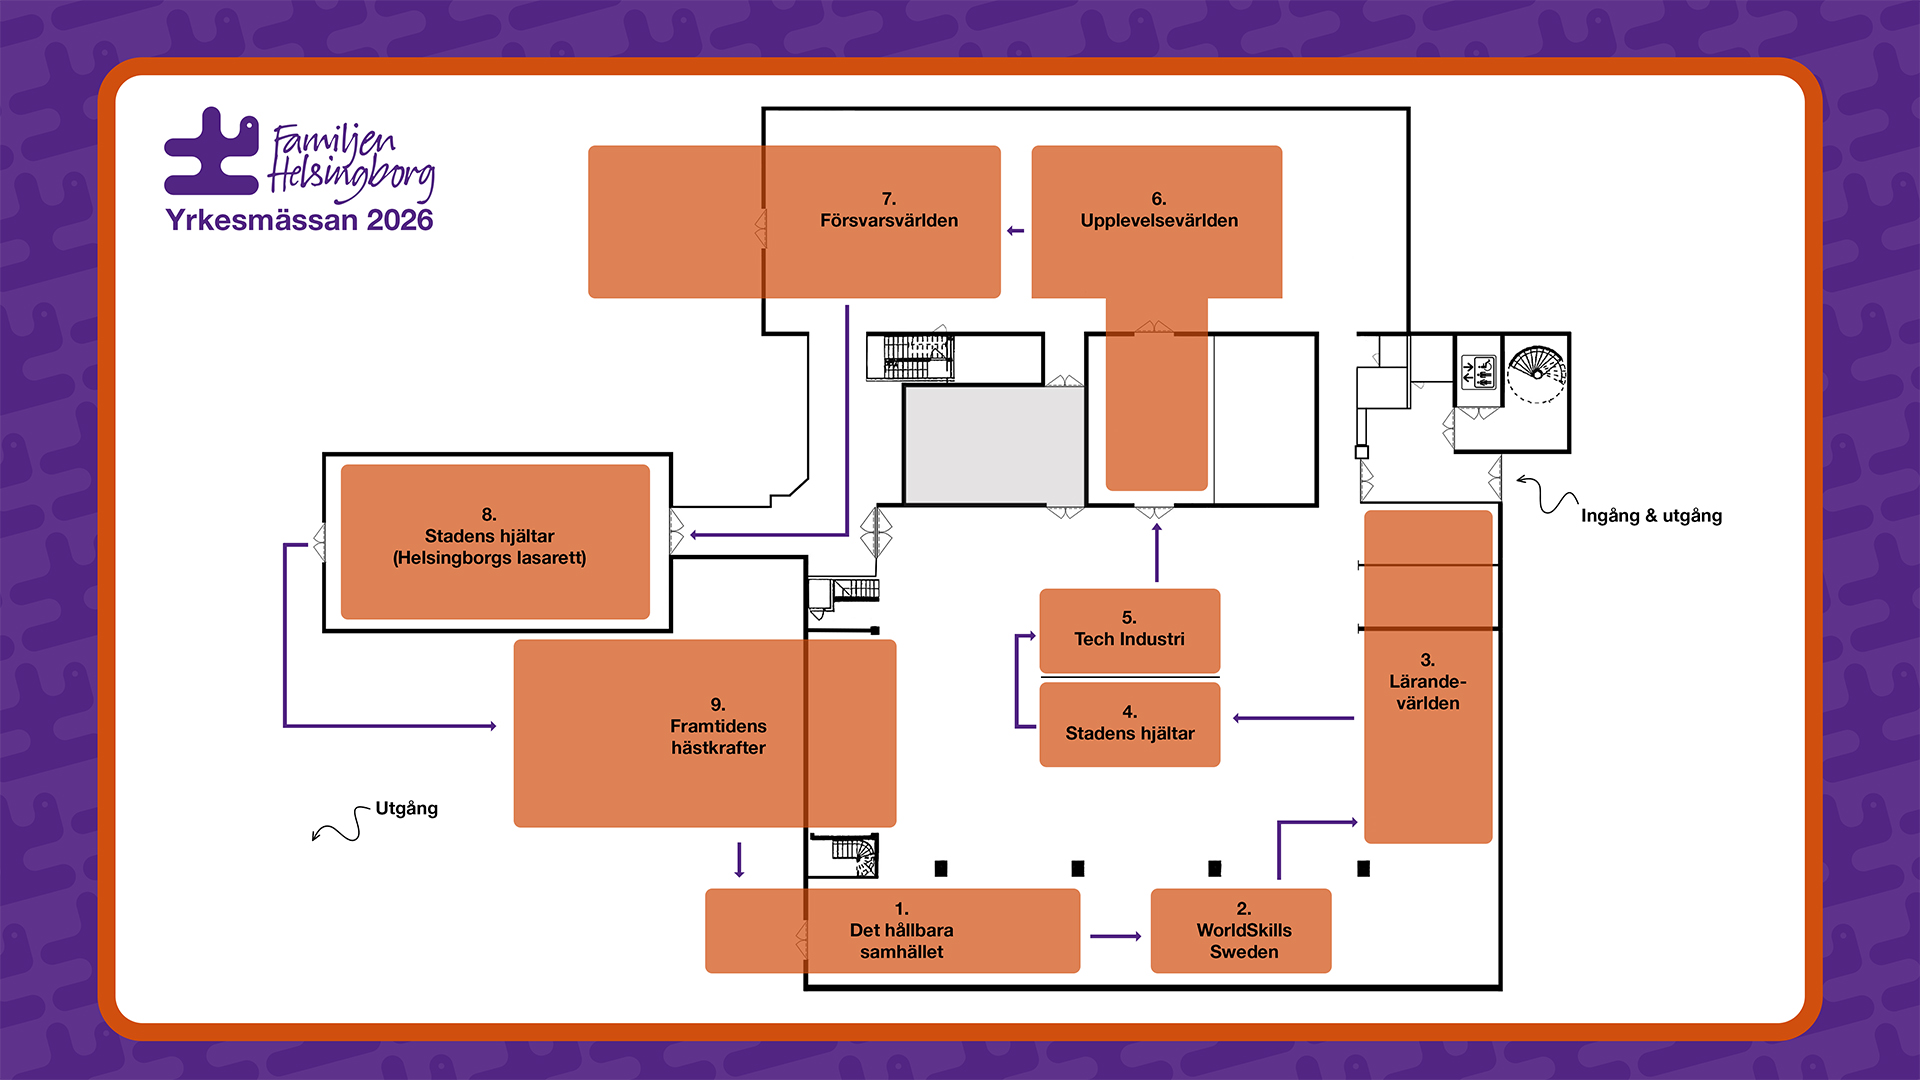 Familjen
Helsingborg
Yrkesmässan 2026
7.
Försvarsvärlden
6.
Upplevelsevärlden
8.
Stadens hjältar
(Helsingborgs lasarett)
Ingång & utgång
5.
Tech Industri
4.
Stadens hjältar
3.
Lärande-
världen
9.
Framtidens
hästkrafter
Utgång
1.
Det hållbara
samhället
2.
WorldSkills
Sweden